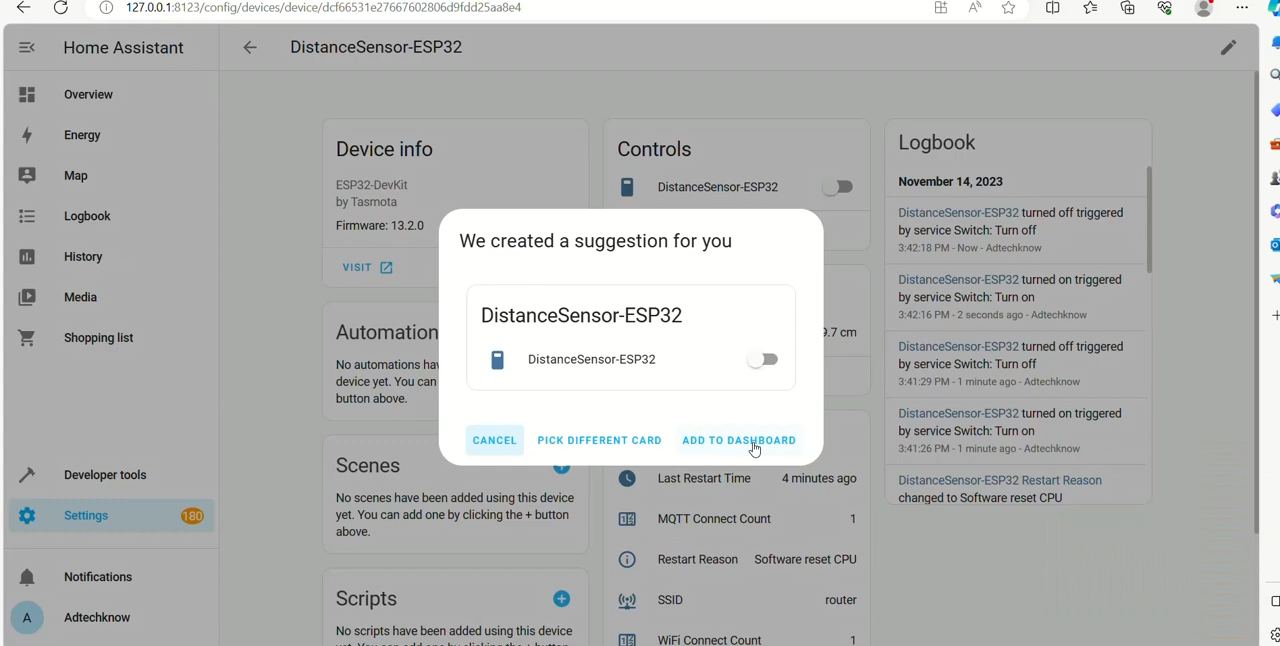 127.0.0.1:8123/config/devices/device/dcf66531e27667602806d9fdd25aa8e4
Home Assistant
DistanceSensor-ESP32
Overview
Energy
Map
Logbook
History
Media
Shopping list
Developer tools
Settings
180
Notifications
A
Adtechknow
Device info
ESP32-DevKit
by Tasmota
Firmware: 13.2.0
VISIT
Automation
No automations hav
device yet. You can
button above.
Scenes
No scenes have been added using this device
yet. You can add one by clicking the + button
above.
Scripts
No scripts have been added using this device
Controls
DistanceSensor-ESP32
9.7 cm
We created a suggestion for you
DistanceSensor-ESP32
DistanceSensor-ESP32
CANCEL
PICK DIFFERENT CARD
ADD TO DASHBOARD
Last Restart Time
4 minutes ago
MQTT Connect Count
1
Restart Reason
Software reset CPU
SSID
router
WiFi Connect Count
1
Logbook
November 14, 2023
DistanceSensor-ESP32 turned off triggered
by service Switch: Turn off
3:42:18 PM - Now - Adtechknow
DistanceSensor-ESP32 turned on triggered
by service Switch: Turn on
3:42:16 PM - 2 seconds ago - Adtechknow
DistanceSensor-ESP32 turned off triggered
by service Switch: Turn off
3:41:29 PM - 1 minute ago - Adtechknow
DistanceSensor-ESP32 turned on triggered
by service Switch: Turn on
3:41:26 PM - 1 minute ago - Adtechknow
DistanceSensor-ESP32 Restart Reason
changed to Software reset CPU